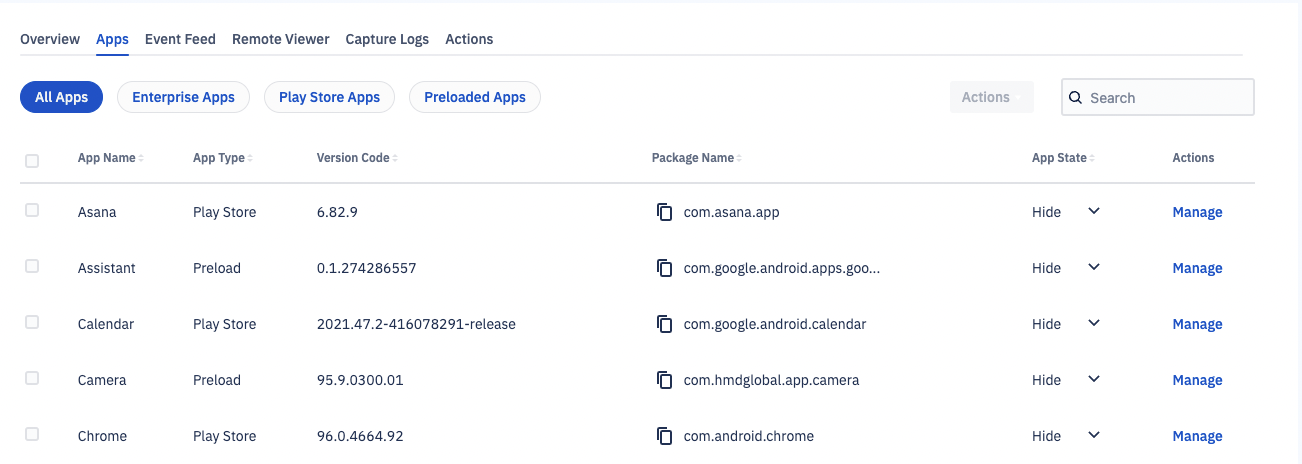 Overview Apps Event Feed Remote Viewer Capture Logs Actions
All Apps Enterprise Apps Play Store Apps Preloaded Apps Actions Search
App Name App Type Version Code Package Name App State Actions
Asana Play Store 6.82.9 com.asana.app Hide Manage
Assistant Preload 0.1.274286557 com.google.android.apps.goo... Hide Manage
Calendar Play Store 2021.47.2-416078291-release com.google.android.calendar Hide Manage
Camera Preload 95.9.0300.01 com.hmdglobal.app.camera Hide Manage
Chrome Play Store 96.0.4664.92 com.android.chrome Hide Manage